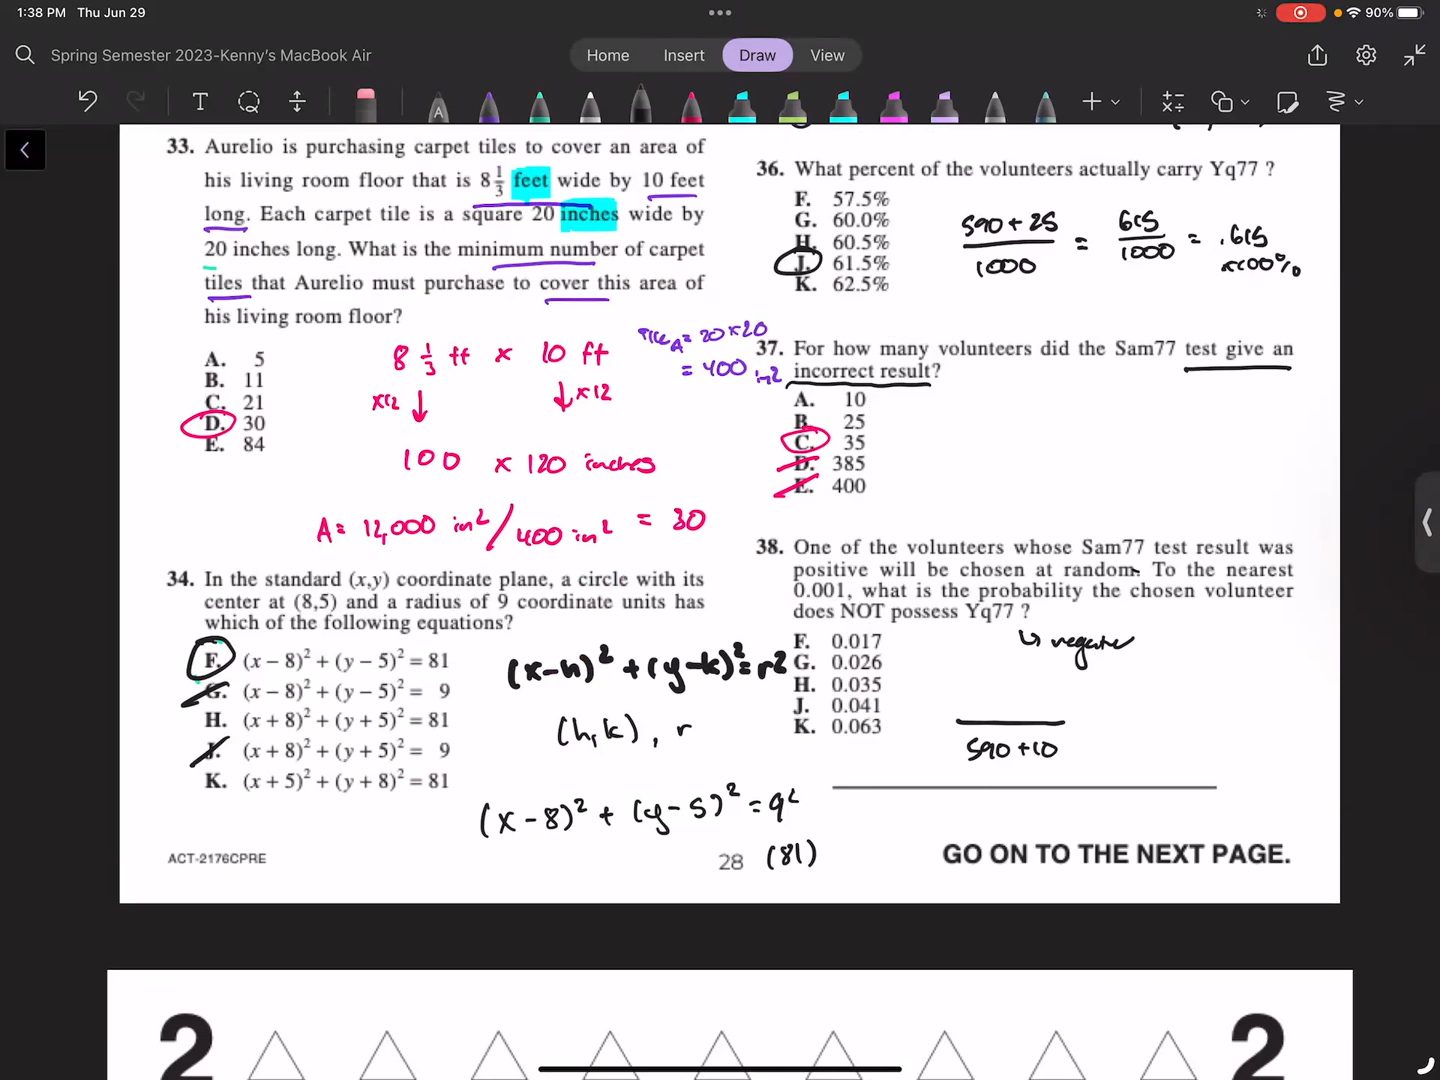 1:38 PM Thu Jun 29
90%
Spring Semester 2023-Kenny's MacBook Air
Home Insert Draw View
33. Aurelio is purchasing carpet tiles to cover an area of
his living room floor that is 8 1/3 feet wide by 10 feet
long. Each carpet tile is a square 20 inches wide by
20 inches long. What is the minimum number of carpet
tiles that Aurelio must purchase to cover this area of
his living room floor?
A. 5
B. 11
C. 21
D. 30
E. 84
8 1/3 ft x 10 ft
x12 ↓ ↓ x12
100 x 120 inches
A = 12,000 in² / 400 in² = 30
A = 20 x 20
= 400 in²
34. In the standard (x,y) coordinate plane, a circle with its
center at (8,5) and a radius of 9 coordinate units has
which of the following equations?
F. (x − 8)² + (y − 5)² = 81
G. (x − 8)² + (y − 5)² = 9
H. (x + 8)² + (y + 5)² = 81
J. (x + 8)² + (y + 5)² = 9
K. (x + 5)² + (y + 8)² = 81
(x−h)² + (y−k)² = r²
(h,k), r
(x − 8)² + (y − 5)² = 9²
(81)
ACT-2176CPRE
28
36. What percent of the volunteers actually carry Yq77 ?
F. 57.5%
G. 60.0%
H. 60.5%
J. 61.5%
K. 62.5%
590 + 25 / 1000 = 615 / 1000 = .615
x100%
37. For how many volunteers did the Sam77 test give an
incorrect result?
A. 10
B. 25
C. 35
D. 385
E. 400
38. One of the volunteers whose Sam77 test result was
positive will be chosen at random. To the nearest
0.001, what is the probability the chosen volunteer
does NOT possess Yq77 ?
F. 0.017
G. 0.026
H. 0.035
J. 0.041
K. 0.063
↳ negative
590 + 10
GO ON TO THE NEXT PAGE.
2 2